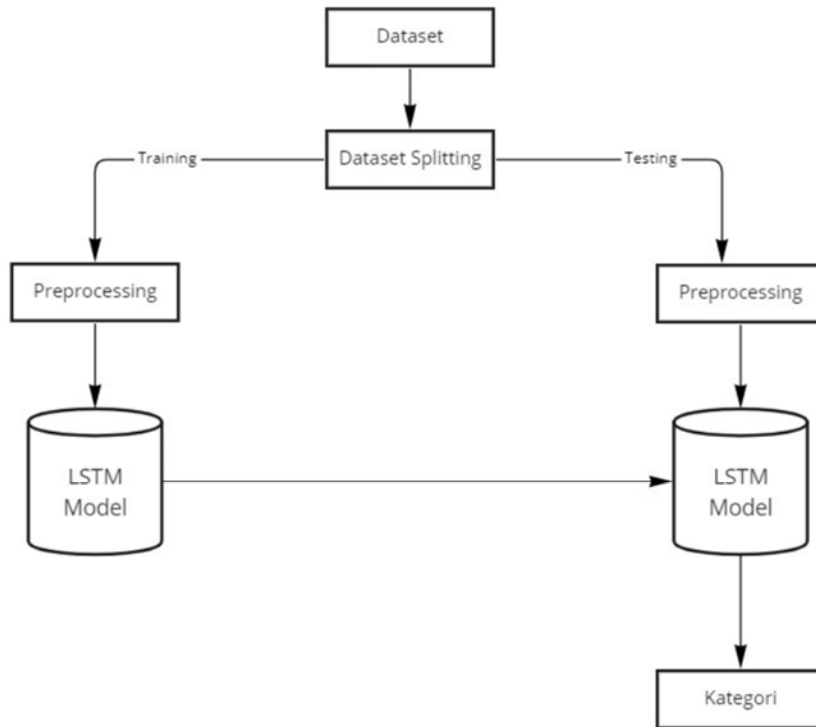 Dataset
Training
Dataset Splitting
Testing
Preprocessing
Preprocessing
LSTM
Model
LSTM
Model
Kategori